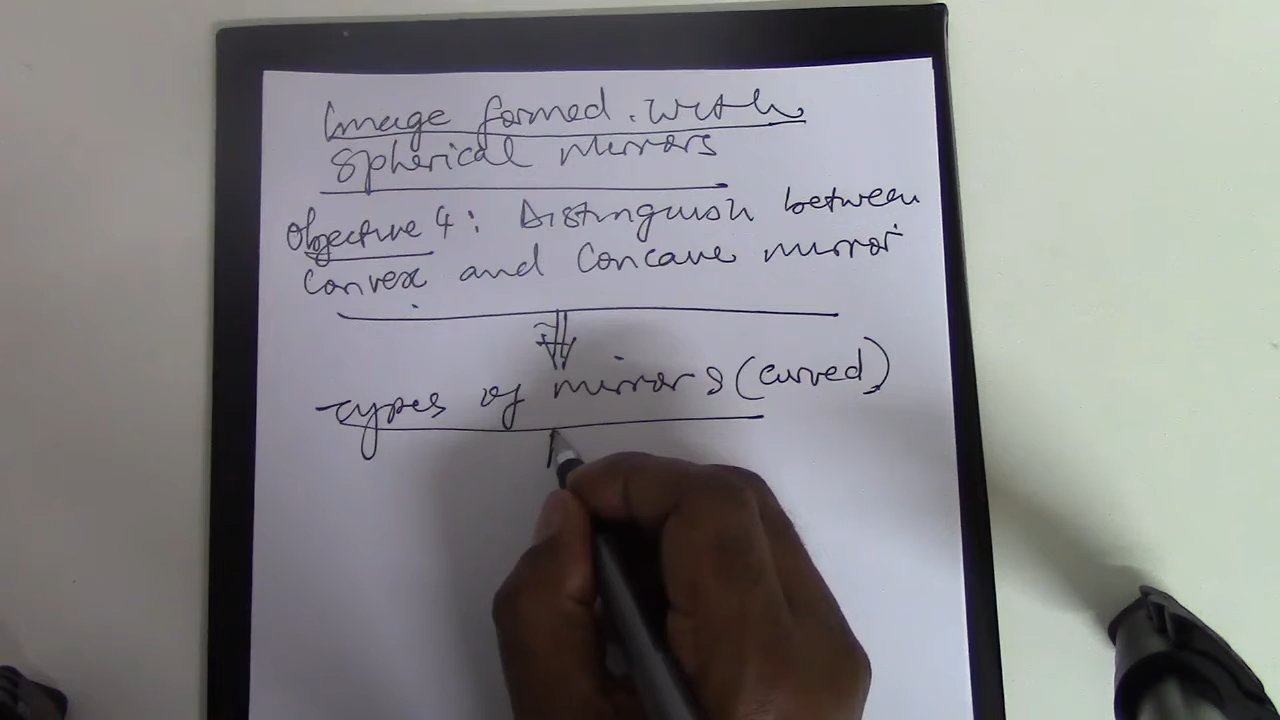 Image formed with
Spherical Mirrors
Objective 4: Distinguish between
Convex and Concave mirror
types of mirrors (curved)